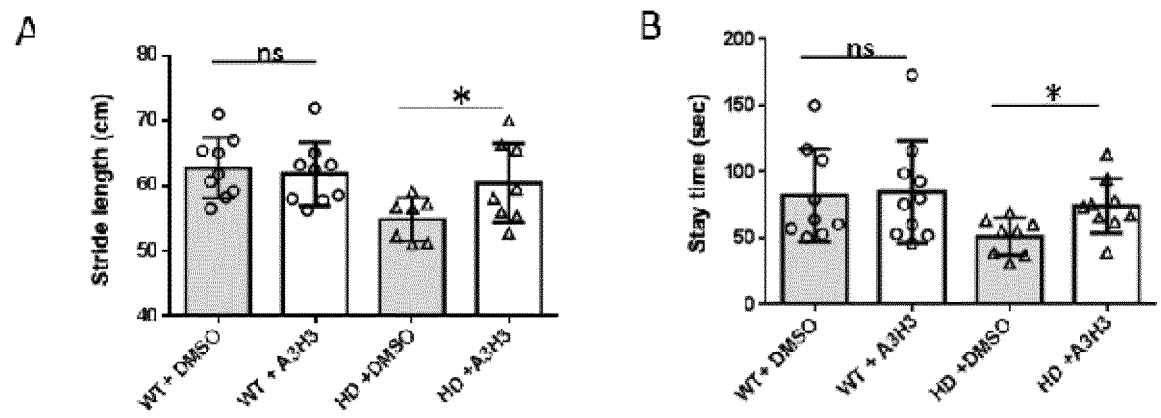 A
ns
*
Stride length (cm)
80
70
60
50
40
WT + DMSO
WT + A3H3
HD +DMSO
HD +A3H3
B
ns
*
Stay time (sec)
200
150
100
50
0
WT + DMSO
WT + A3H3
HD +DMSO
HD +A3H3